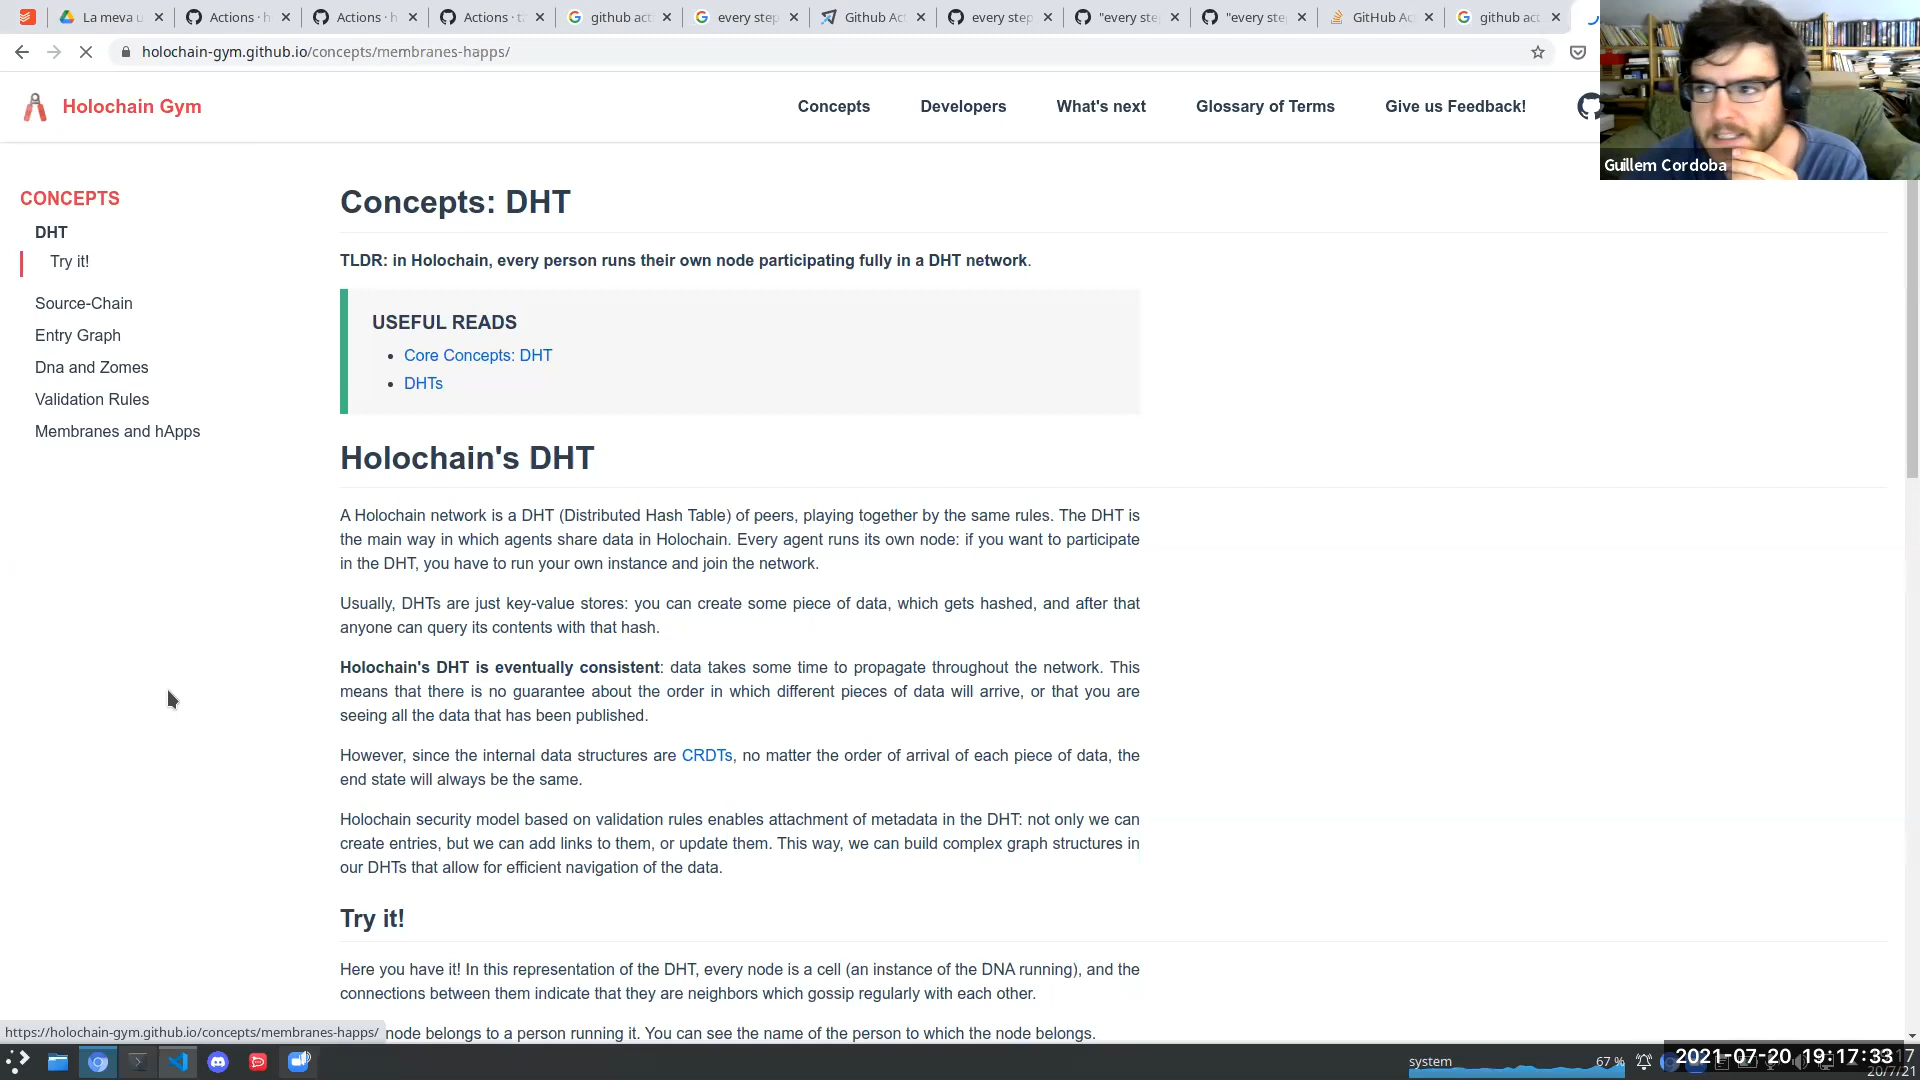 La meva u
Actions · h
Actions · h
Actions · t
github act
every step
Github Ac
every step
"every ste
"every ste
GitHub Ac
github act
holochain-gym.github.io/concepts/membranes-happs/
Holochain Gym
Concepts
Developers
What's next
Glossary of Terms
Give us Feedback!
Guillem Cordoba
CONCEPTS
DHT
Try it!
Source-Chain
Entry Graph
Dna and Zomes
Validation Rules
Membranes and hApps
Concepts: DHT
TLDR: in Holochain, every person runs their own node participating fully in a DHT network.
USEFUL READS
• Core Concepts: DHT
• DHTs
Holochain's DHT
A Holochain network is a DHT (Distributed Hash Table) of peers, playing together by the same rules. The DHT is
the main way in which agents share data in Holochain. Every agent runs its own node: if you want to participate
in the DHT, you have to run your own instance and join the network.
Usually, DHTs are just key-value stores: you can create some piece of data, which gets hashed, and after that
anyone can query its contents with that hash.
Holochain's DHT is eventually consistent: data takes some time to propagate throughout the network. This
means that there is no guarantee about the order in which different pieces of data will arrive, or that you are
seeing all the data that has been published.
However, since the internal data structures are CRDTs, no matter the order of arrival of each piece of data, the
end state will always be the same.
Holochain security model based on validation rules enables attachment of metadata in the DHT: not only we can
create entries, but we can add links to them, or update them. This way, we can build complex graph structures in
our DHTs that allow for efficient navigation of the data.
Try it!
Here you have it! In this representation of the DHT, every node is a cell (an instance of the DNA running), and the
connections between them indicate that they are neighbors which gossip regularly with each other.
node belongs to a person running it. You can see the name of the person to which the node belongs.
https://holochain-gym.github.io/concepts/membranes-happs/
system
67 %
2021-07-20 19:17:33
20/7/21